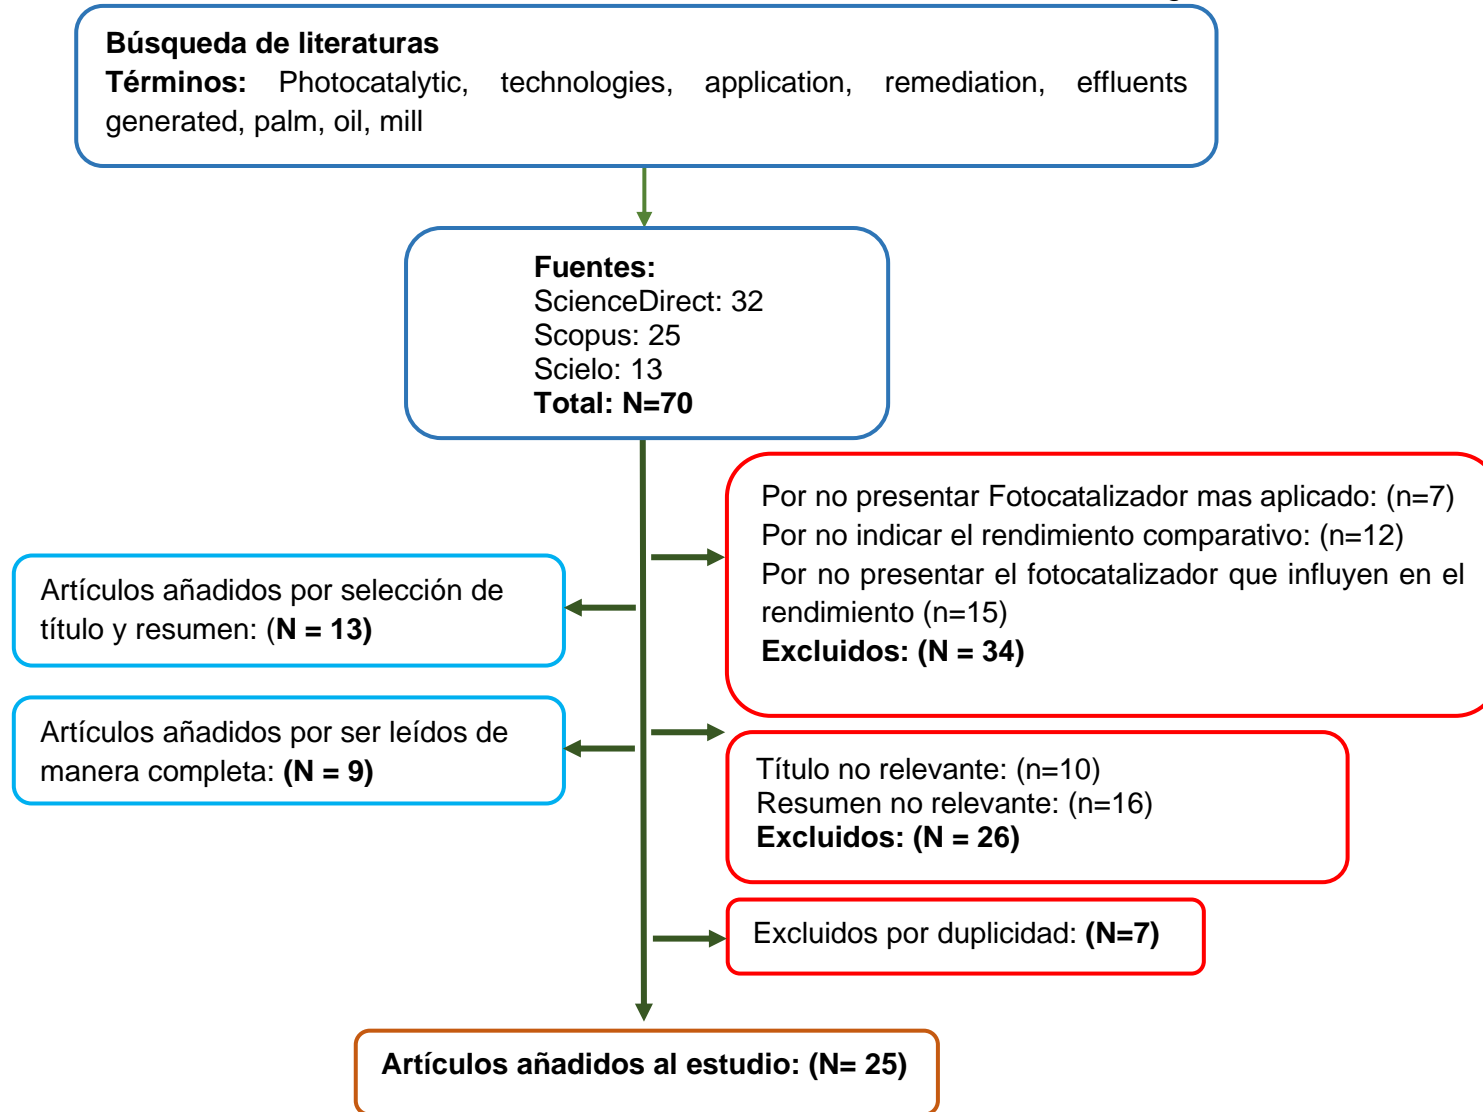 Búsqueda de literaturas
Términos: Photocatalytic, technologies, application, remediation, effluents
generated, palm, oil, mill
Fuentes:
ScienceDirect: 32
Scopus: 25
Scielo: 13
Total: N=70
Por no presentar Fotocatalizador mas aplicado: (n=7)
Por no indicar el rendimiento comparativo: (n=12)
Por no presentar el fotocatalizador que influyen en el
rendimiento (n=15)
Excluidos: (N = 34)
Artículos añadidos por selección de
título y resumen: (N = 13)
Artículos añadidos por ser leídos de
manera completa: (N = 9)
Título no relevante: (n=10)
Resumen no relevante: (n=16)
Excluidos: (N = 26)
Excluidos por duplicidad: (N=7)
Artículos añadidos al estudio: (N= 25)